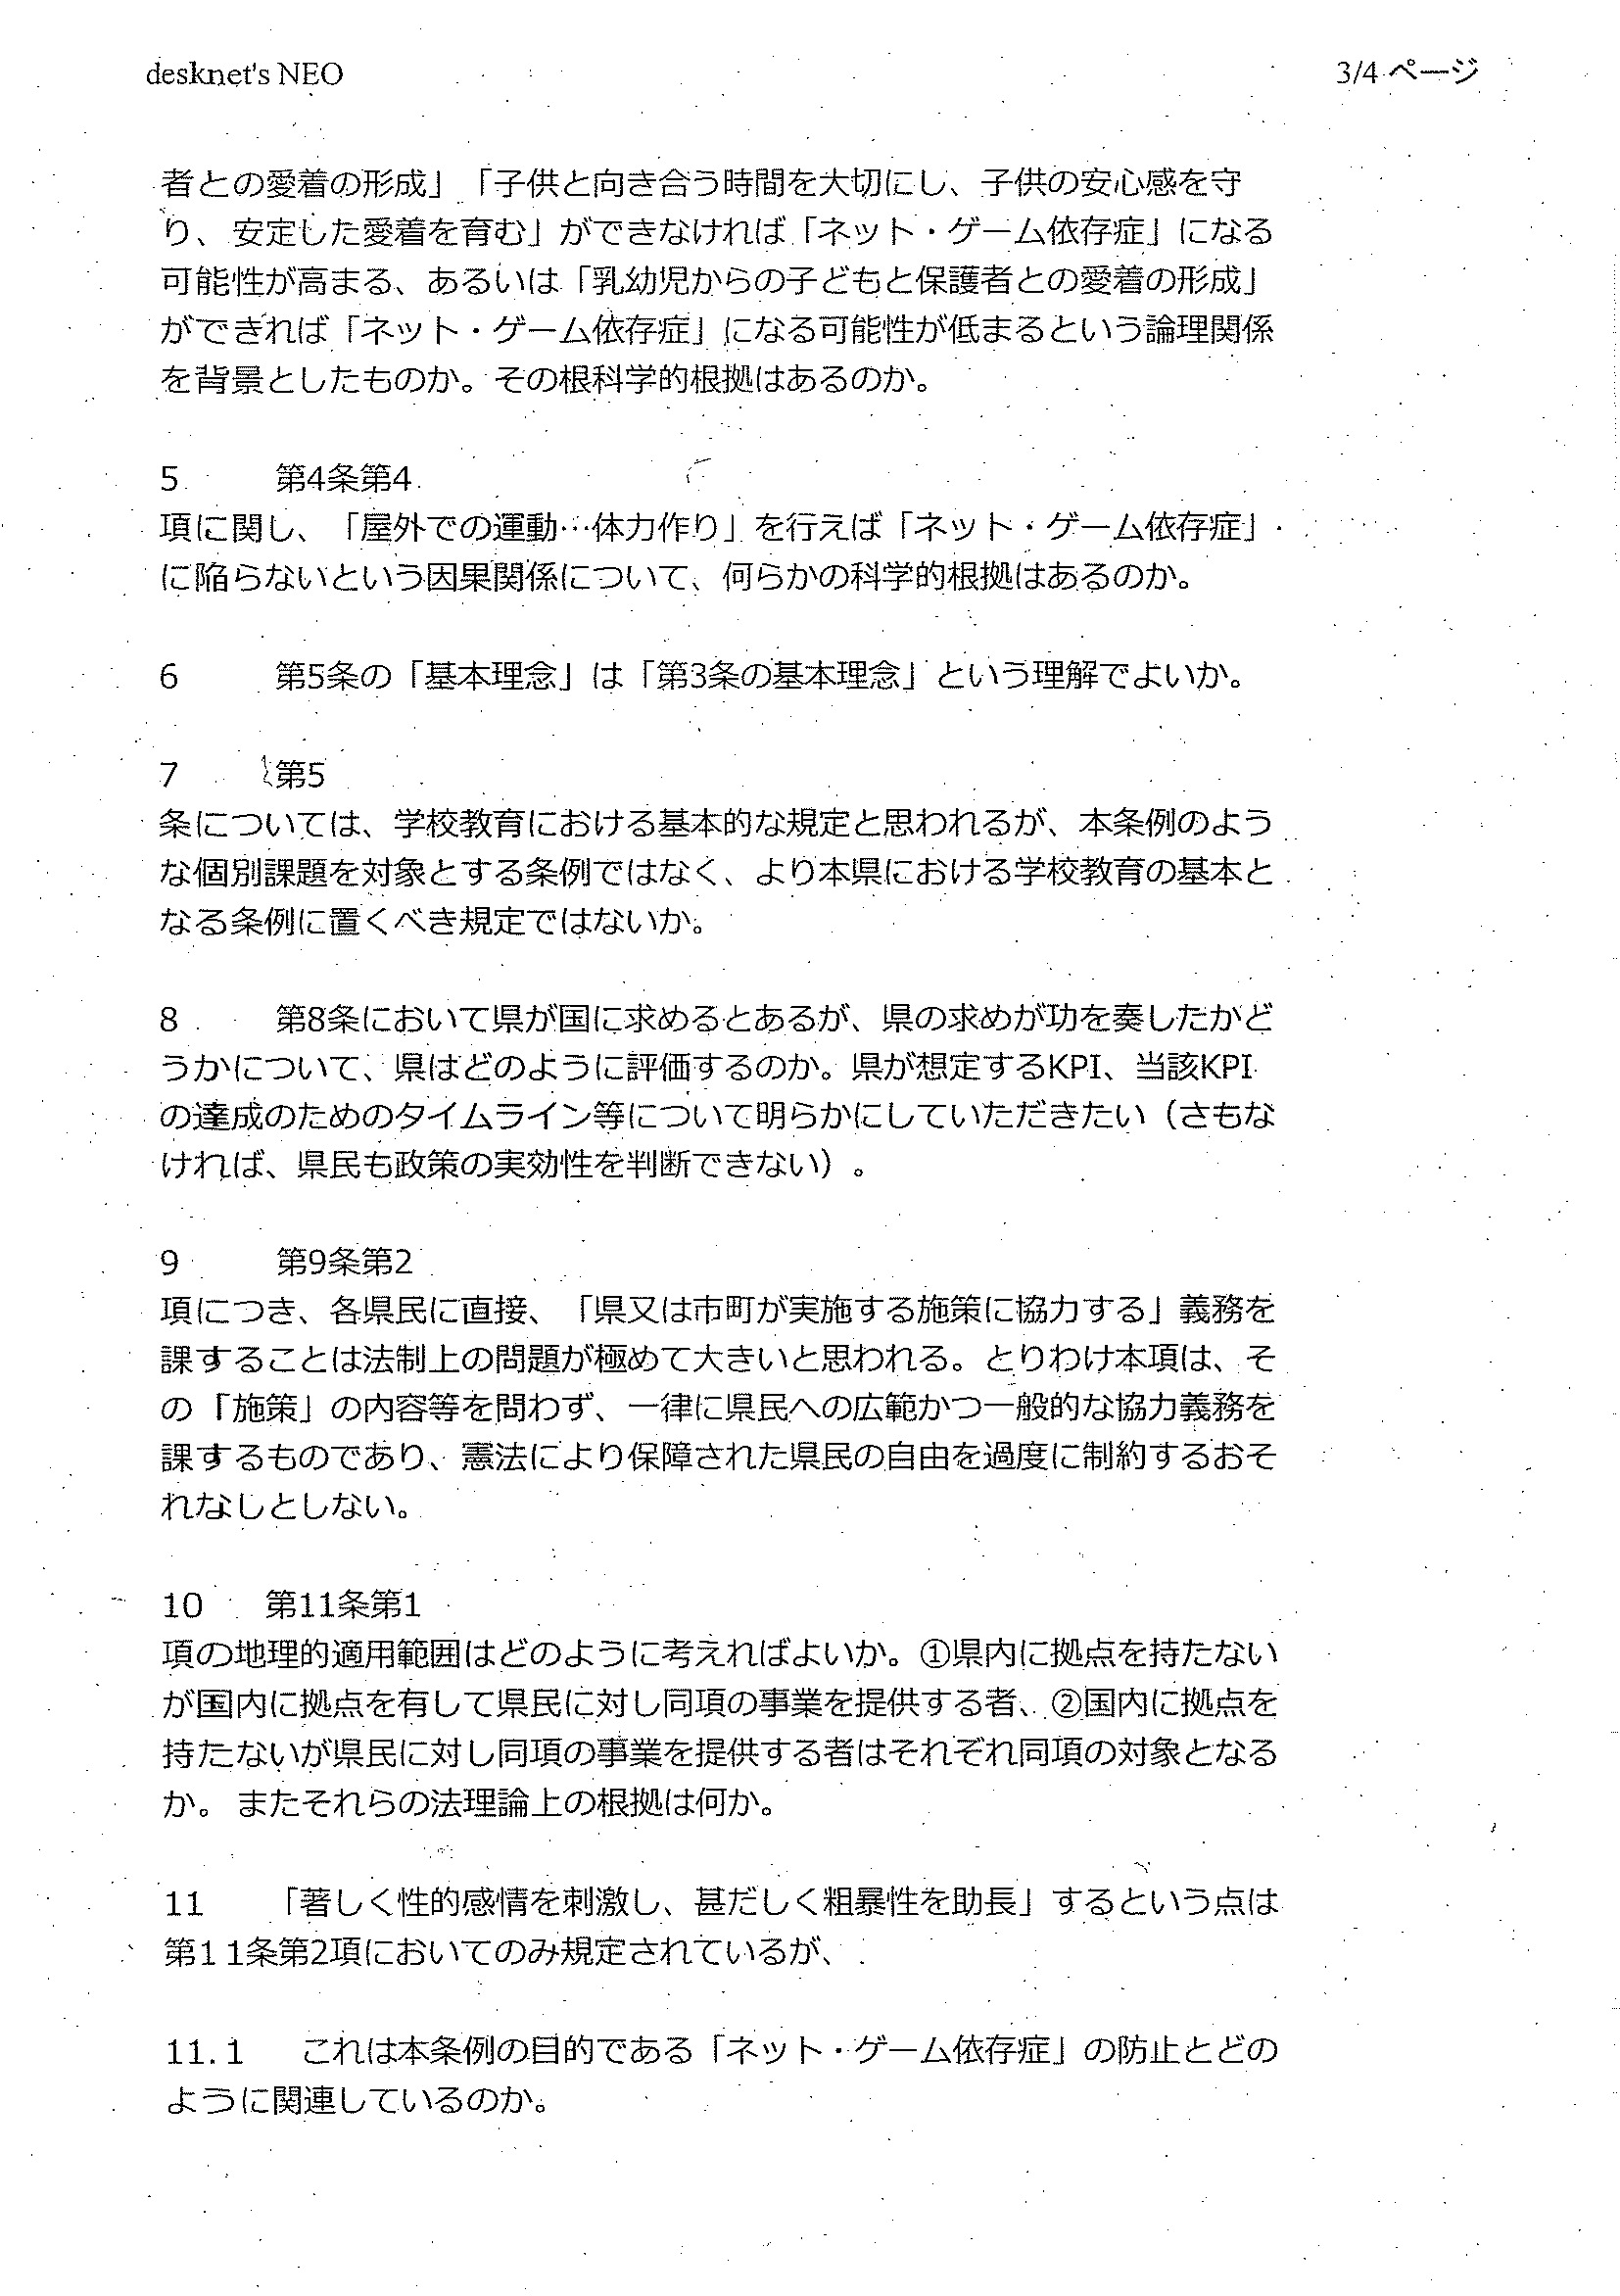 desknet's NEO
3/4 ページ
者との愛着の形成」「子供と向き合う時間を大切にし、子供の安心感を守
り、安定した愛着を育む」ができなければ「ネット・ゲーム依存症」になる
可能性が高まる、あるいは「乳幼児からの子どもと保護者との愛着の形成」
ができれば「ネット・ゲーム依存症」になる可能性が低まるという論理関係
を背景としたものか。その根科学的根拠はあるのか。
5 第4条第4
項に関し、「屋外での運動…体力作り」を行えば「ネット・ゲーム依存症」
に陥らないという因果関係について、何らかの科学的根拠はあるのか。
6 第5条の「基本理念」は「第3条の基本理念」という理解でよいか。
7 第5
条については、学校教育における基本的な規定と思われるが、本条例のよう
な個別課題を対象とする条例ではなく、より本県における学校教育の基本と
なる条例に置くべき規定ではないか。
8 第8条において県が国に求めるとあるが、県の求めが功を奏したかど
うかについて、県はどのように評価するのか。県が想定するKPI、当該KPI
の達成のためのタイムライン等について明らかにしていただきたい（さもな
ければ、県民も政策の実効性を判断できない）。
9 第9条第2
項につき、各県民に直接、「県又は市町が実施する施策に協力する」義務を
課することは法制上の問題が極めて大きいと思われる。とりわけ本項は、そ
の「施策」の内容等を問わず、一律に県民への広範かつ一般的な協力義務を
課するものであり、憲法により保障された県民の自由を過度に制約するおそ
れなしとしない。
10 第11条第1
項の地理的適用範囲はどのように考えればよいか。①県内に拠点を持たない
が国内に拠点を有して県民に対し同項の事業を提供する者、②国内に拠点を
持たないが県民に対し同項の事業を提供する者はそれぞれ同項の対象となる
か。またそれらの法理論上の根拠は何か。
11 「著しく性的感情を刺激し、甚だしく粗暴性を助長」するという点は
第１１条第2項においてのみ規定されているが、
11.1 これは本条例の目的である「ネット・ゲーム依存症」の防止とどの
ように関連しているのか。